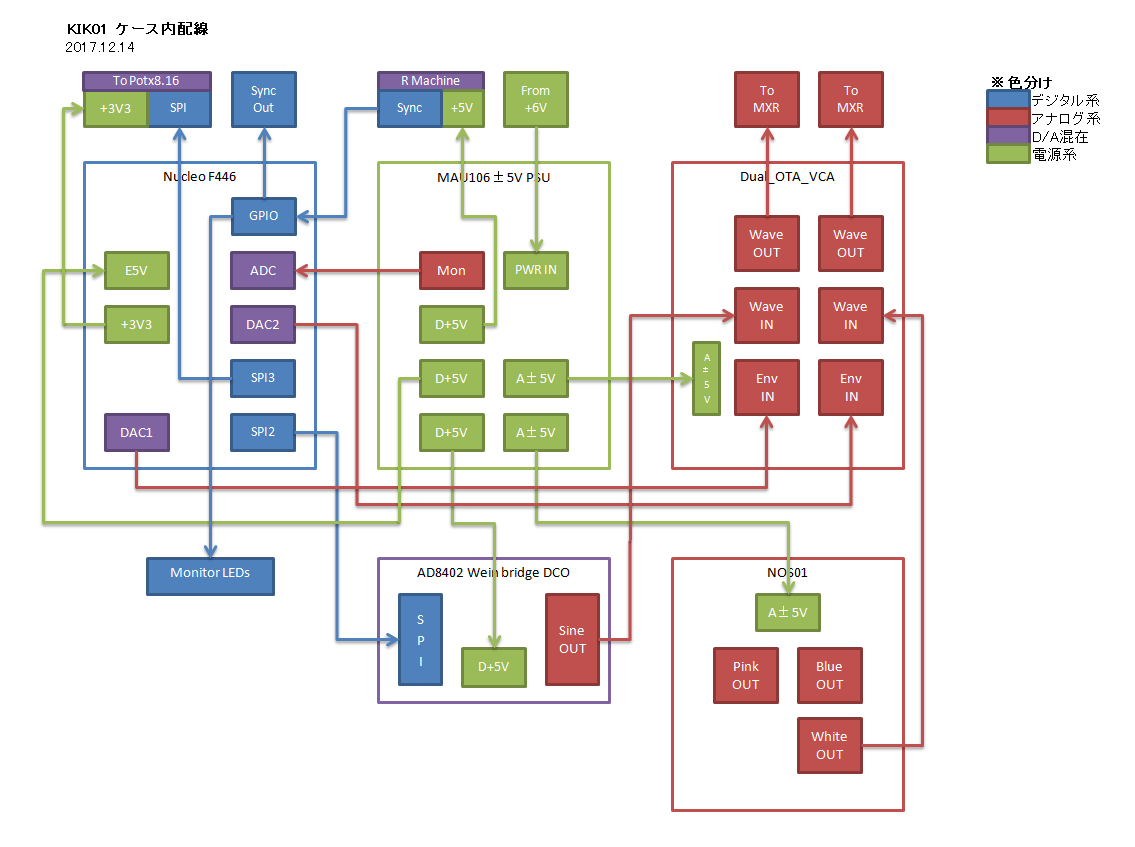 KIK01 ケース内配線
2017.12.14
To Potx8.16
+3V3
SPI
Sync
Out
R Machine
Sync
+5V
From
+6V
To
MXR
To
MXR
※色分け
デジタル系
アナログ系
D/A混在
電源系
Nucleo F446
GPIO
E5V
ADC
+3V3
DAC2
SPI3
DAC1
SPI2
MAU106±5V PSU
Mon
PWR IN
D+5V
D+5V
A±5V
D+5V
A±5V
Dual_OTA_VCA
Wave
OUT
Wave
OUT
Wave
IN
Wave
IN
A
±
5
V
Env
IN
Env
IN
Monitor LEDs
AD8402 Wein bridge DCO
S
P
I
D+5V
Sine
OUT
NOS01
A±5V
Pink
OUT
Blue
OUT
White
OUT